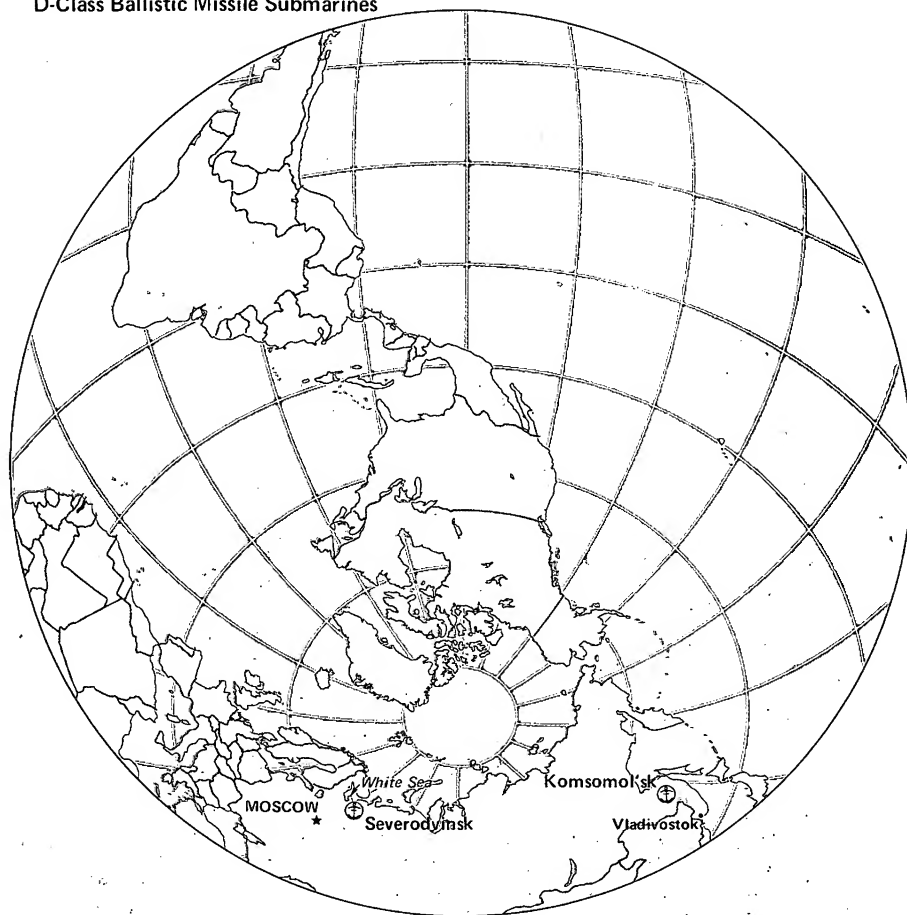 D-Class Ballistic Missile Submarines
White Sea
Komsomol'sk
MOSCOW
Severodvinsk
Vladivostok